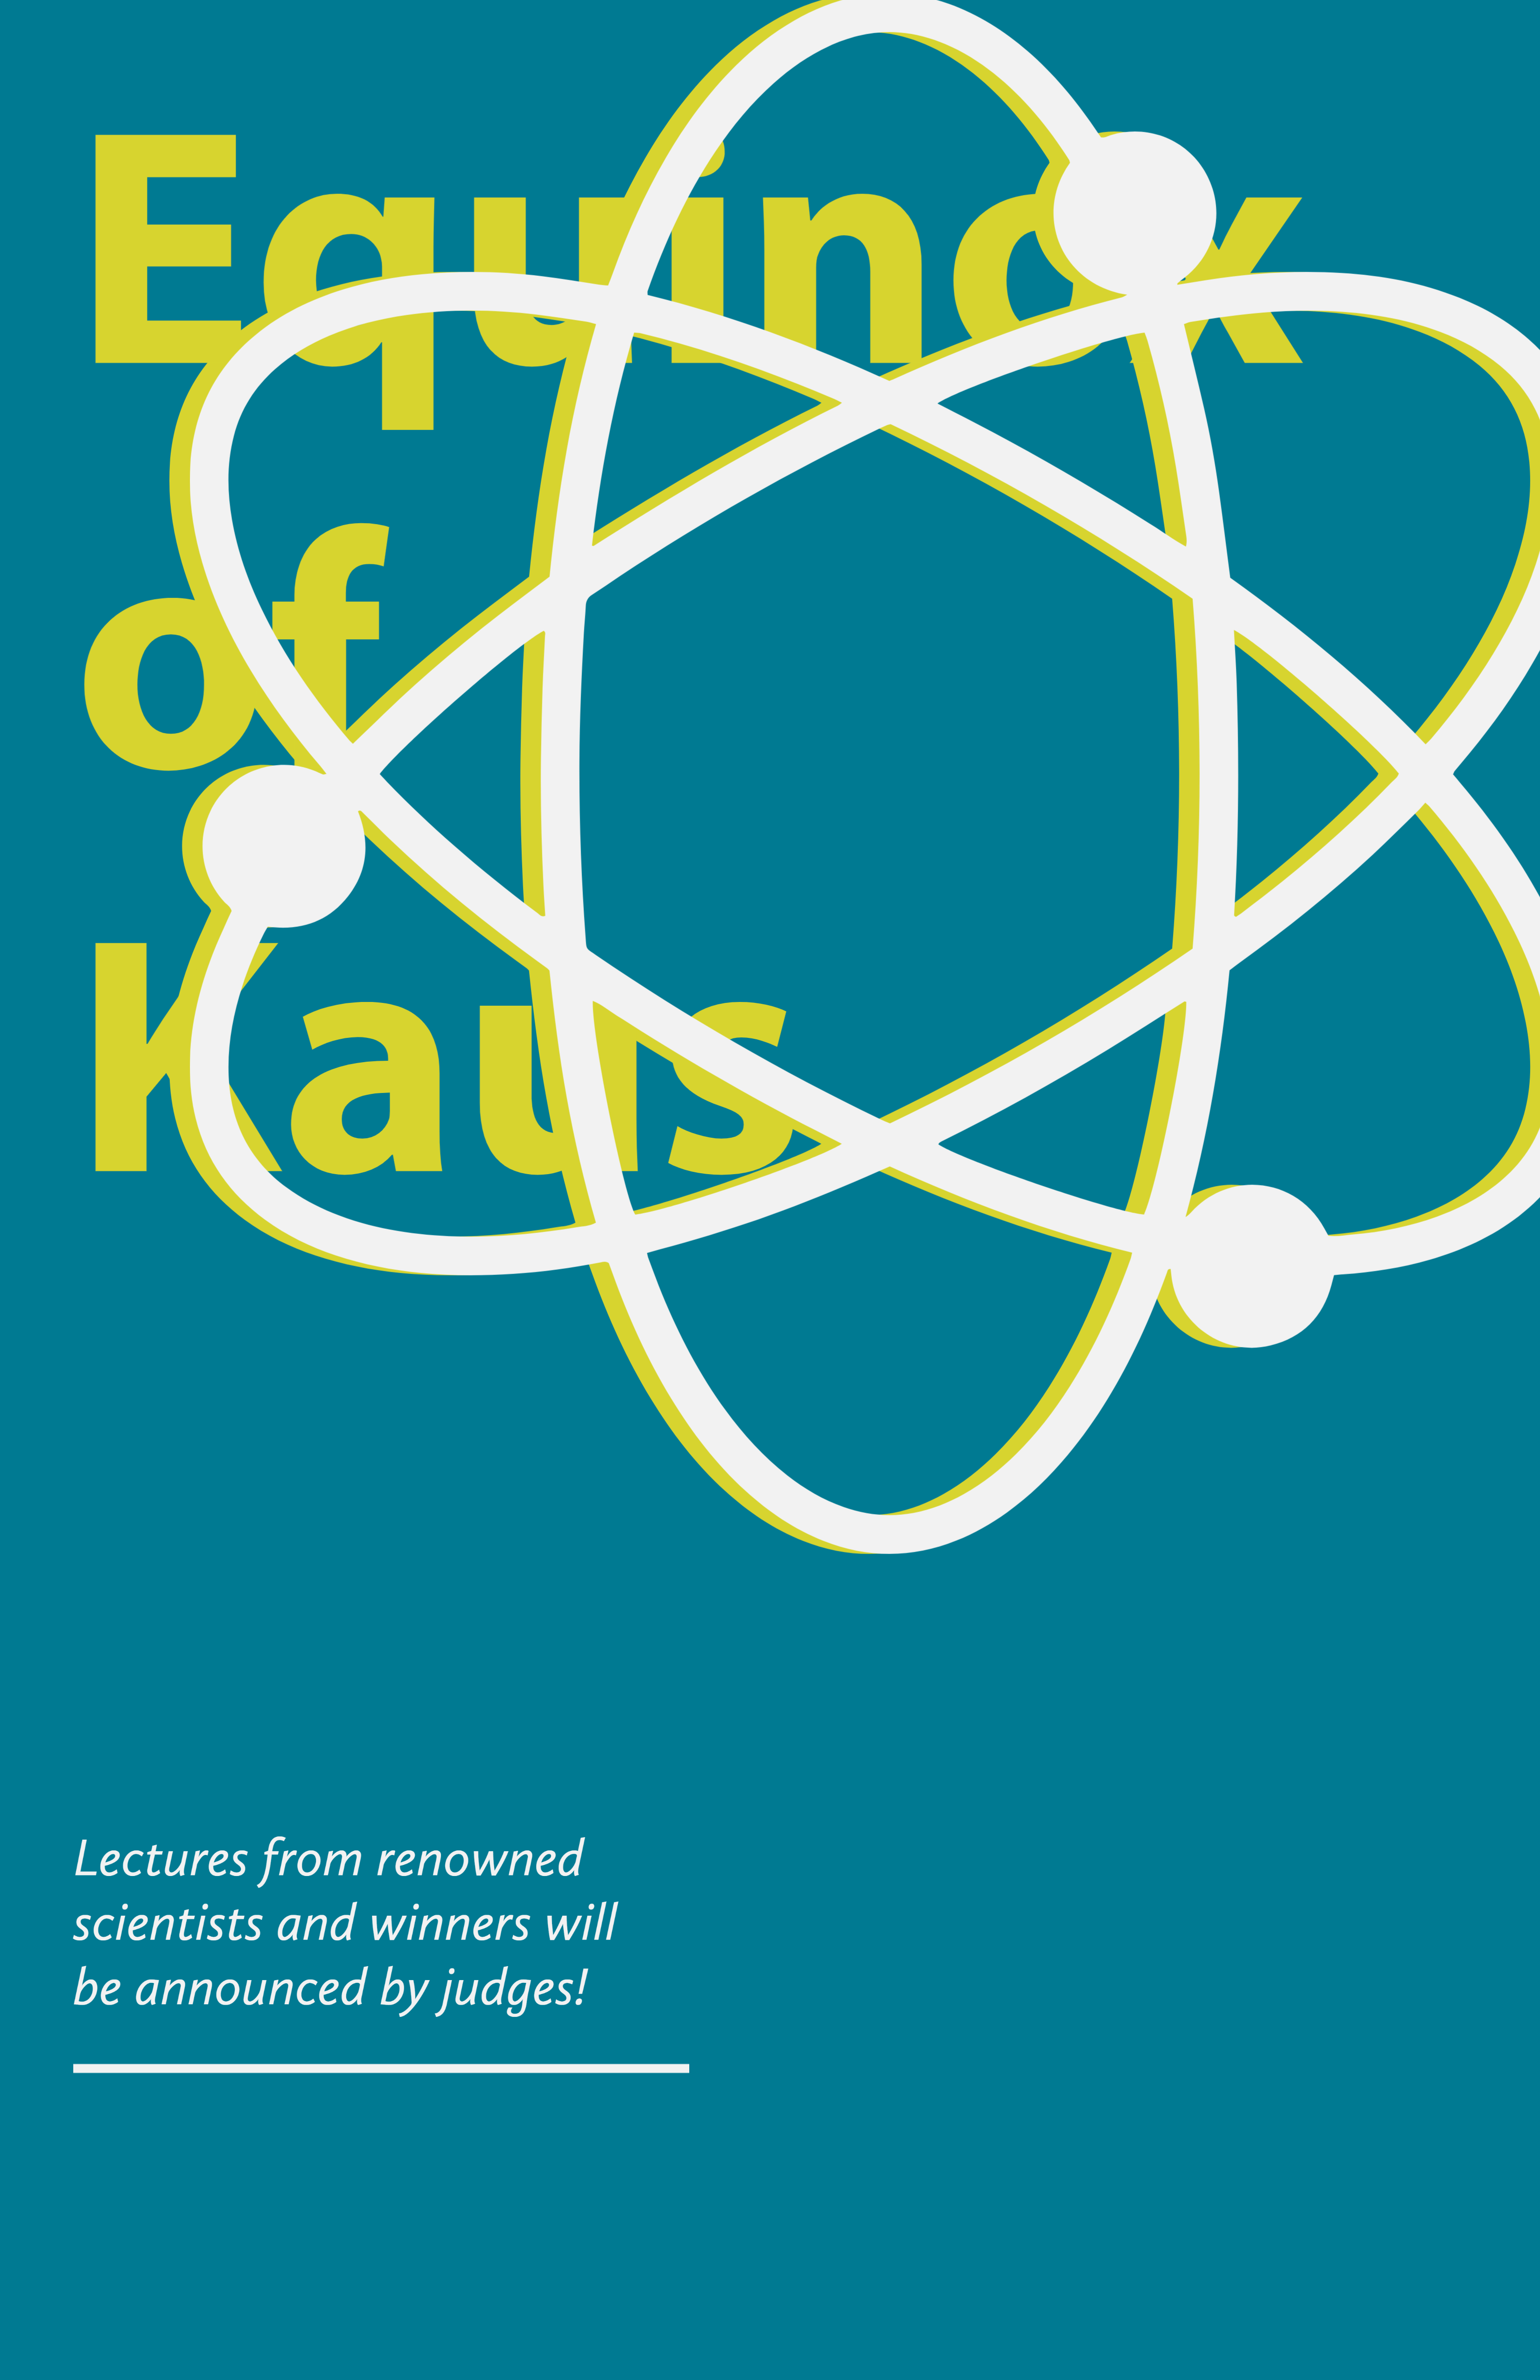 Equinox
of
Kaus
Lectures from renowned
scientists and winners will
be announced by judges!